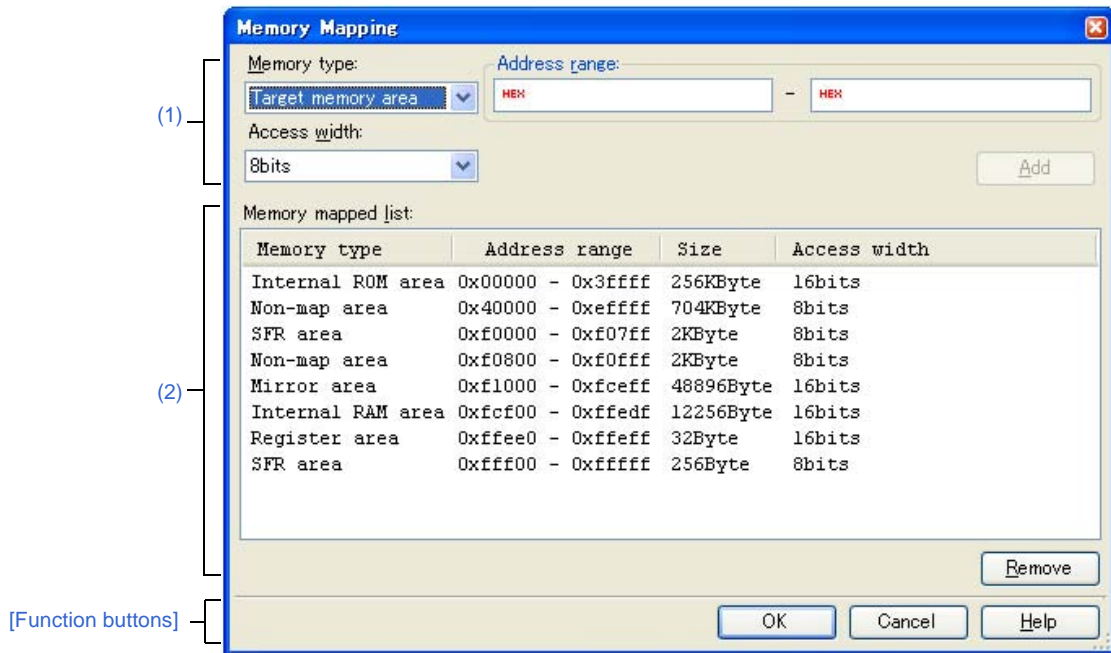 Memory Mapping
Memory type:
Address range:
Target memory area
HEX - HEX
(1)
Access width:
8bits
Add
Memory mapped list:
Memory type Address range Size Access width
Internal ROM area 0x00000 - 0x3ffff 256KByte 16bits
Non-map area 0x40000 - 0xeffff 704KByte 8bits
SFR area 0xf0000 - 0xf07ff 2KByte 8bits
Non-map area 0xf0800 - 0xf0fff 2KByte 8bits
(2)
Mirror area 0xf1000 - 0xfceff 48896Byte 16bits
Internal RAM area 0xfcf00 - 0xffedf 12256Byte 16bits
Register area 0xffee0 - 0xffeff 32Byte 16bits
SFR area 0xfff00 - 0xfffff 256Byte 8bits
Remove
[Function buttons]
OK Cancel Help